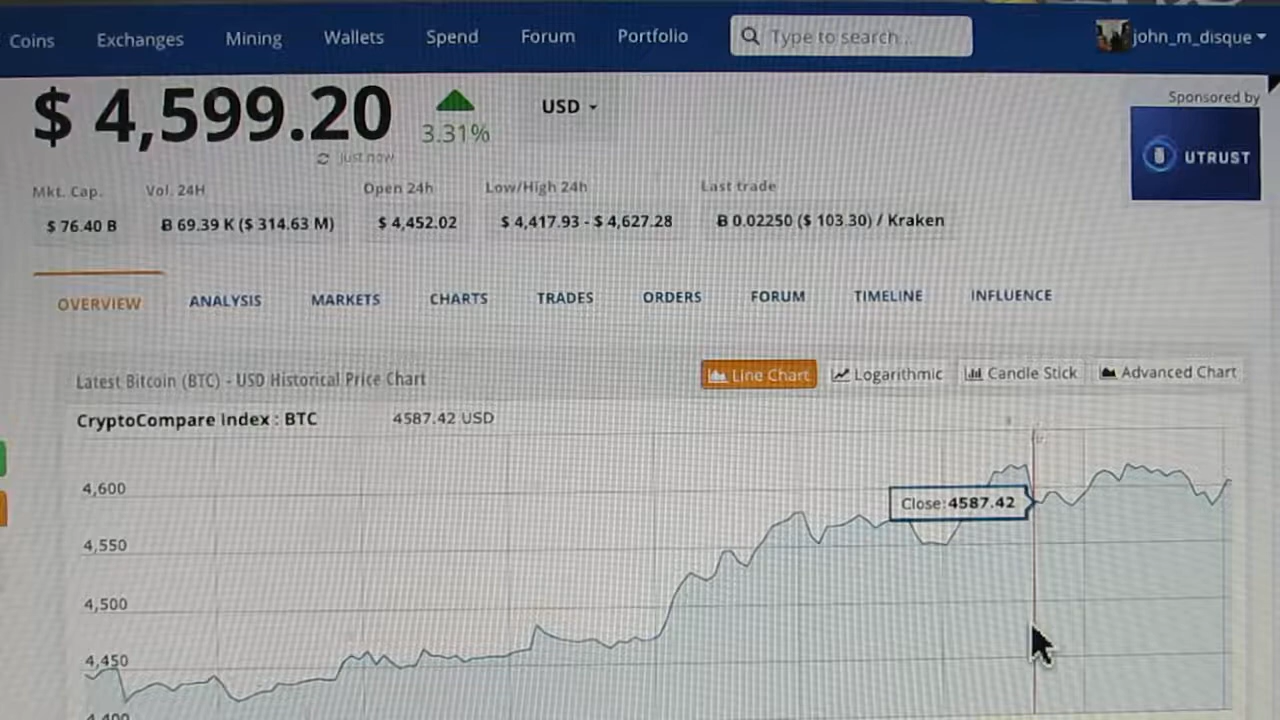 Coins Exchanges Mining Wallets Spend Forum Portfolio Type to search... john_m_disque
$ 4,599.20 3.31% USD
Just now
Sponsored by
UTRUST
Mkt. Cap. Vol. 24H Open 24h Low/High 24h Last trade
$ 76.40 B Ƀ 69.39 K ($ 314.63 M) $ 4,452.02 $ 4,417.93 - $ 4,627.28 Ƀ 0.02250 ($ 103.30) / Kraken
OVERVIEW ANALYSIS MARKETS CHARTS TRADES ORDERS FORUM TIMELINE INFLUENCE
Latest Bitcoin (BTC) - USD Historical Price Chart Line Chart Logarithmic Candle Stick Advanced Chart
CryptoCompare Index : BTC 4587.42 USD
4,600
Close:4587.42
4,550
4,500
4,450
4,400